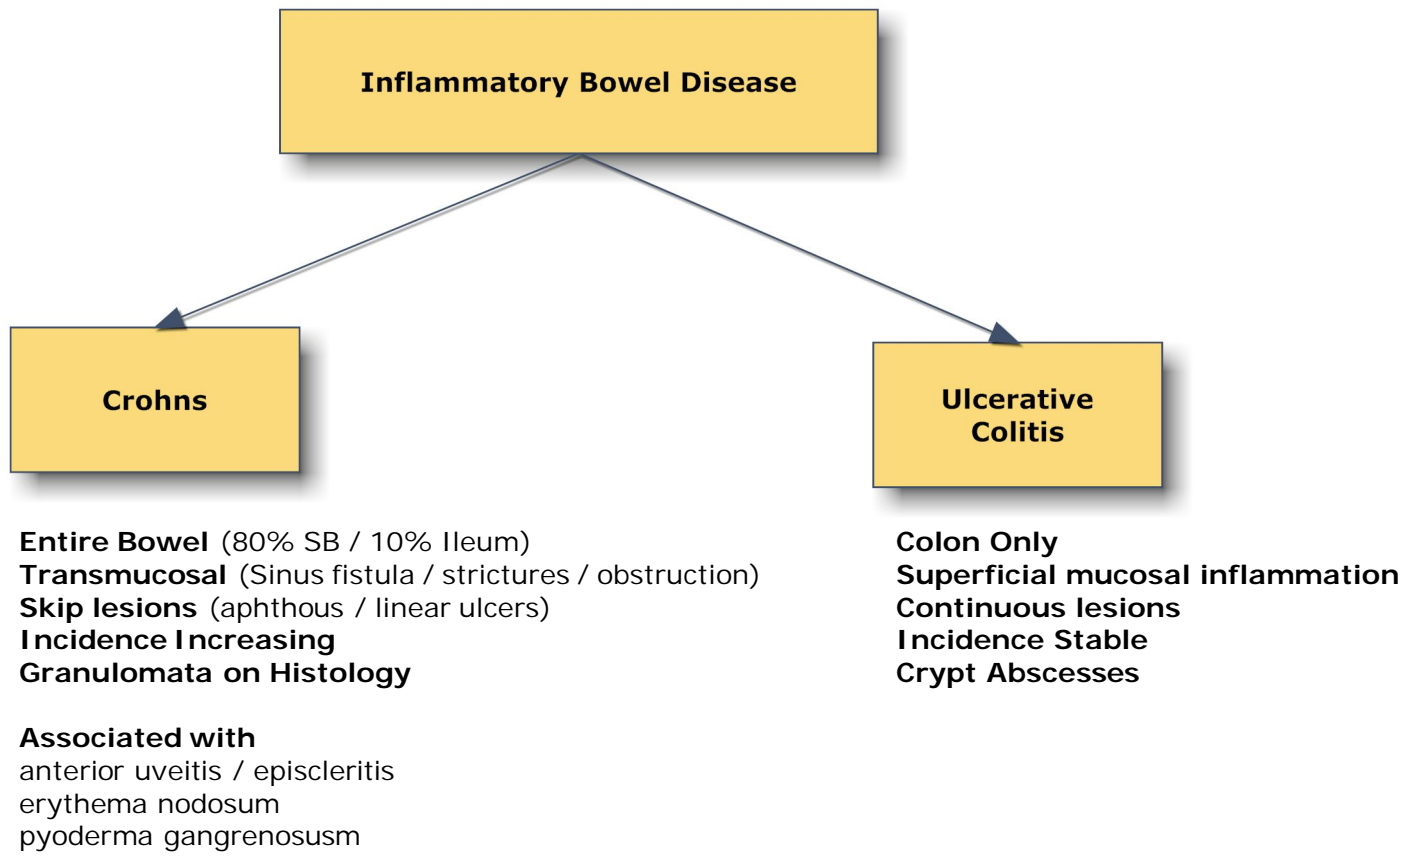 Inflammatory Bowel Disease
Crohns
Ulcerative
Colitis
Entire Bowel (80% SB / 10% Ileum)
Transmucosal (Sinus fistula / strictures / obstruction)
Skip lesions (aphthous / linear ulcers)
Incidence Increasing
Granulomata on Histology
Associated with
anterior uveitis / episcleritis
erythema nodosum
pyoderma gangrenosusm
Colon Only
Superficial mucosal inflammation
Continuous lesions
Incidence Stable
Crypt Abscesses